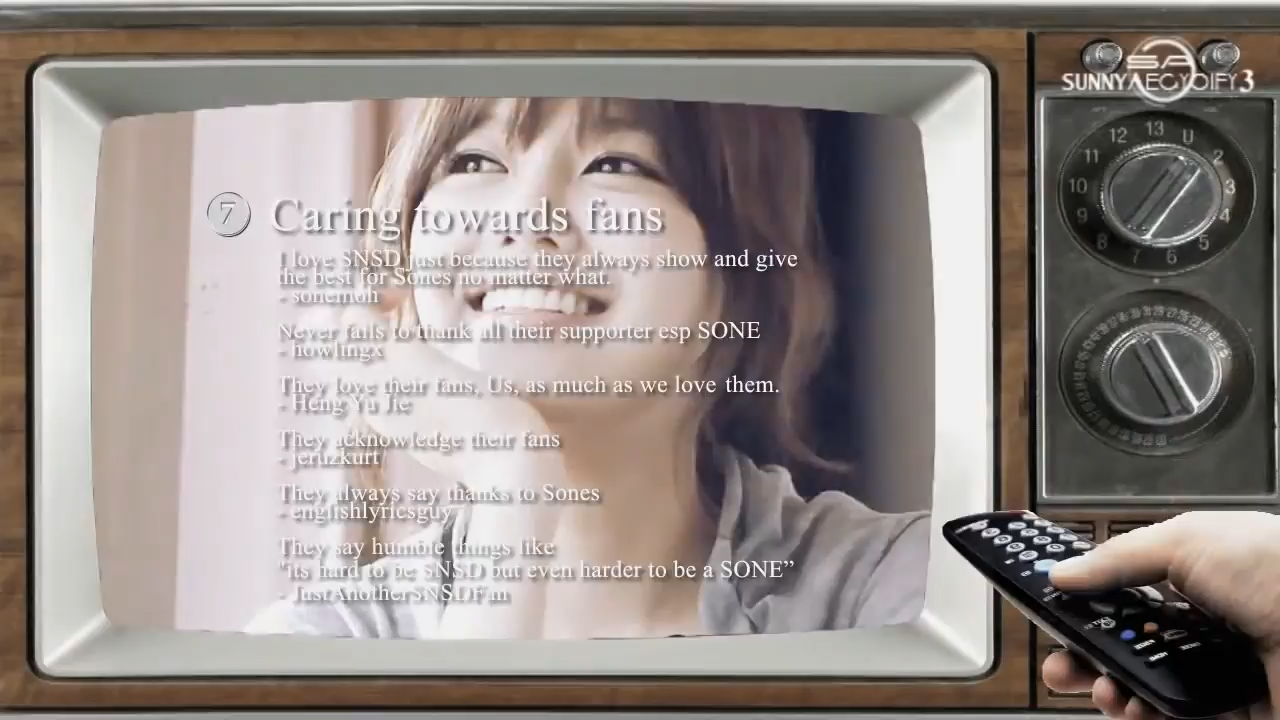 SA
SUNNYAEGYOIFY3
7 Caring towards fans
I love SNSD just because they always show and give
the best for Sones no matter what.
- sonemoh
Never fails to thank all their supporter esp SONE
- howlingx
They love their fans, Us, as much as we love them.
- Heng Yu Jie
They acknowledge their fans
- jeruzkurt
They always say thanks to Sones
- englishlyricsguy
They say humble things like
"its hard to be SNSD but even harder to be a SONE”
- JustAnotherSNSDFan
12 13 U
11 2
10 3
9 4
8 5
7 6